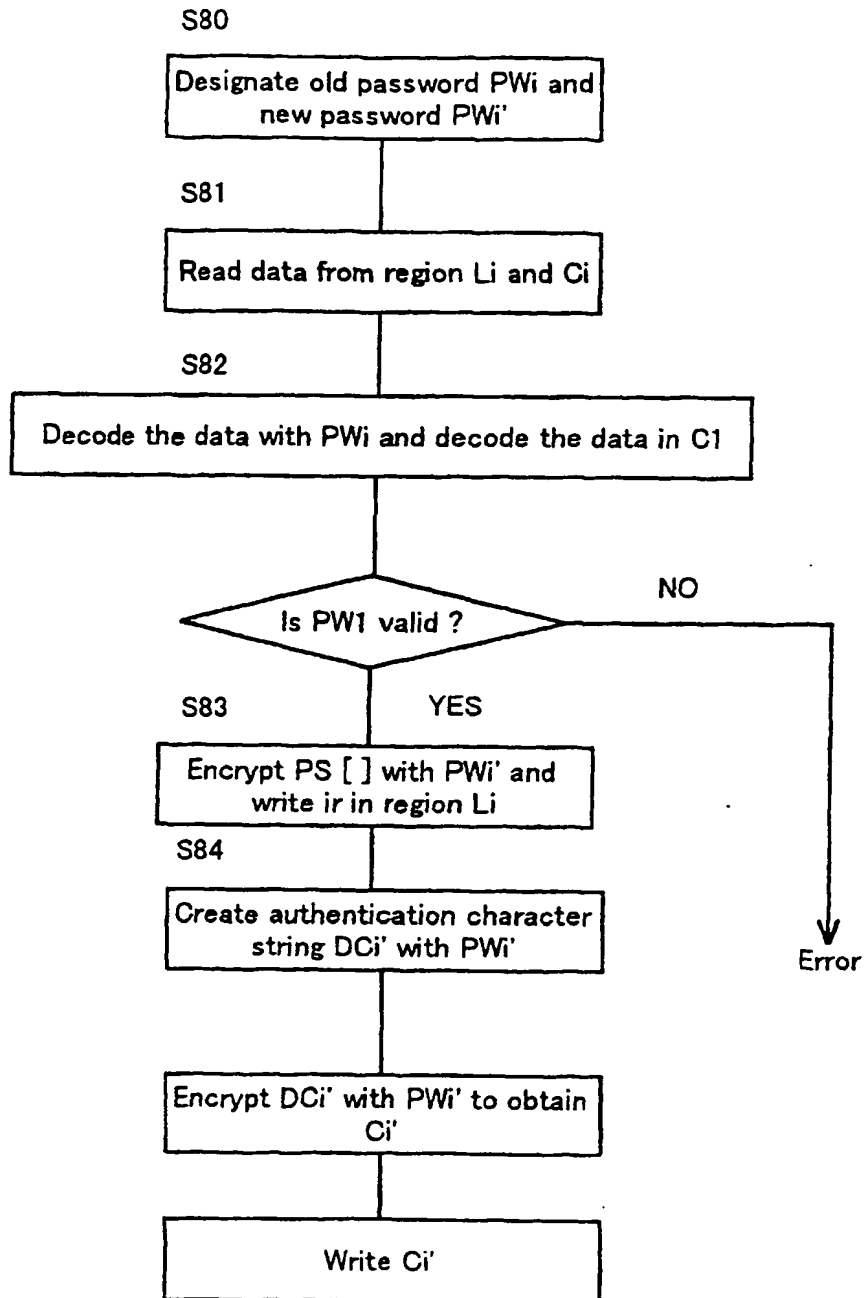 S80
Designate old password PWi and
new password PWi'
S81
Read data from region Li and Ci
S82
Decode the data with PWi and decode the data in C1
Is PW1 valid ?
NO
S83
YES
Encrypt PS [ ] with PWi' and
write ir in region Li
S84
Create authentication character
string DCi' with PWi'
Error
Encrypt DCi' with PWi' to obtain
Ci'
Write Ci'